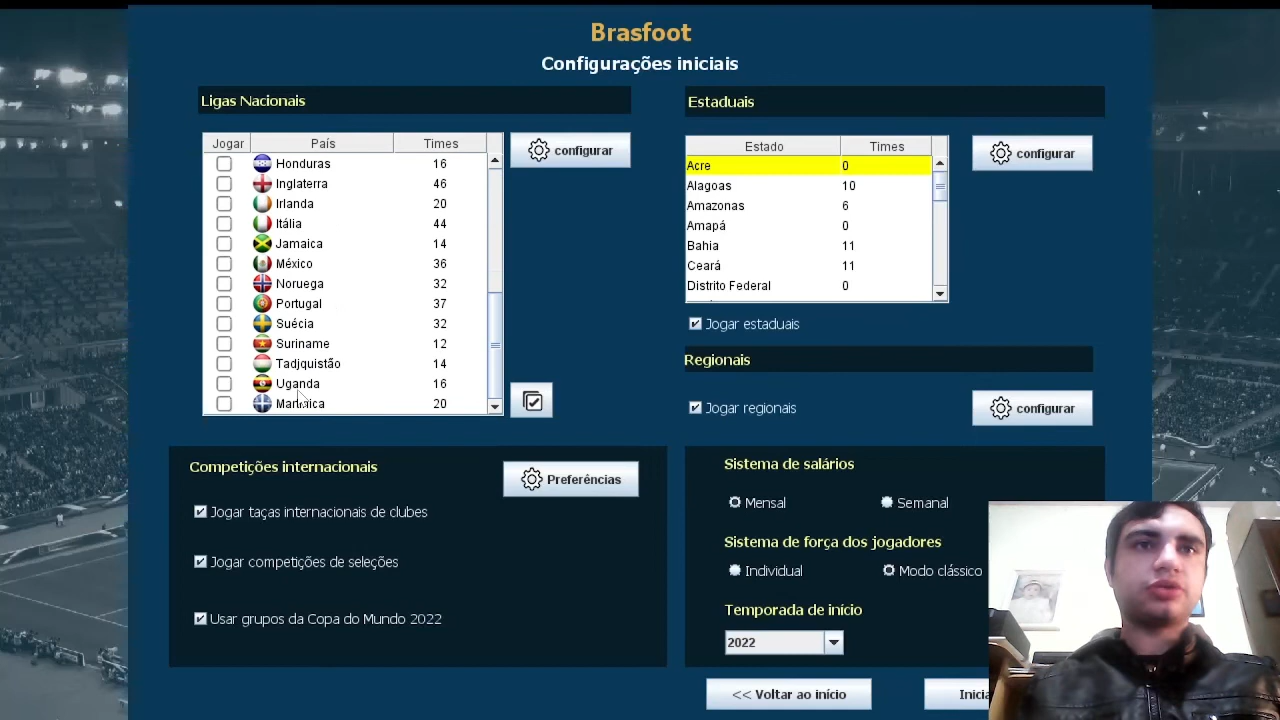 Brasfoot
Configurações iniciais
Ligas Nacionais
Jogar País Times
Honduras 16
Inglaterra 46
Irlanda 20
Itália 44
Jamaica 14
México 36
Noruega 32
Portugal 37
Suécia 32
Suriname 12
Tadjquistão 14
Uganda 16
20
configurar
Estaduais
Estado Times
Acre 0
Alagoas 10
Amazonas 6
Amapá 0
Bahia 11
Ceará 11
Distrito Federal 0
configurar
Jogar estaduais
Regionais
Jogar regionais
configurar
Competições internacionais
Preferências
Jogar taças internacionais de clubes
Jogar competições de seleções
Usar grupos da Copa do Mundo 2022
Sistema de salários
Mensal Semanal
Sistema de força dos jogadores
Individual Modo clássico
Temporada de início
2022
<< Voltar ao início
Inicia